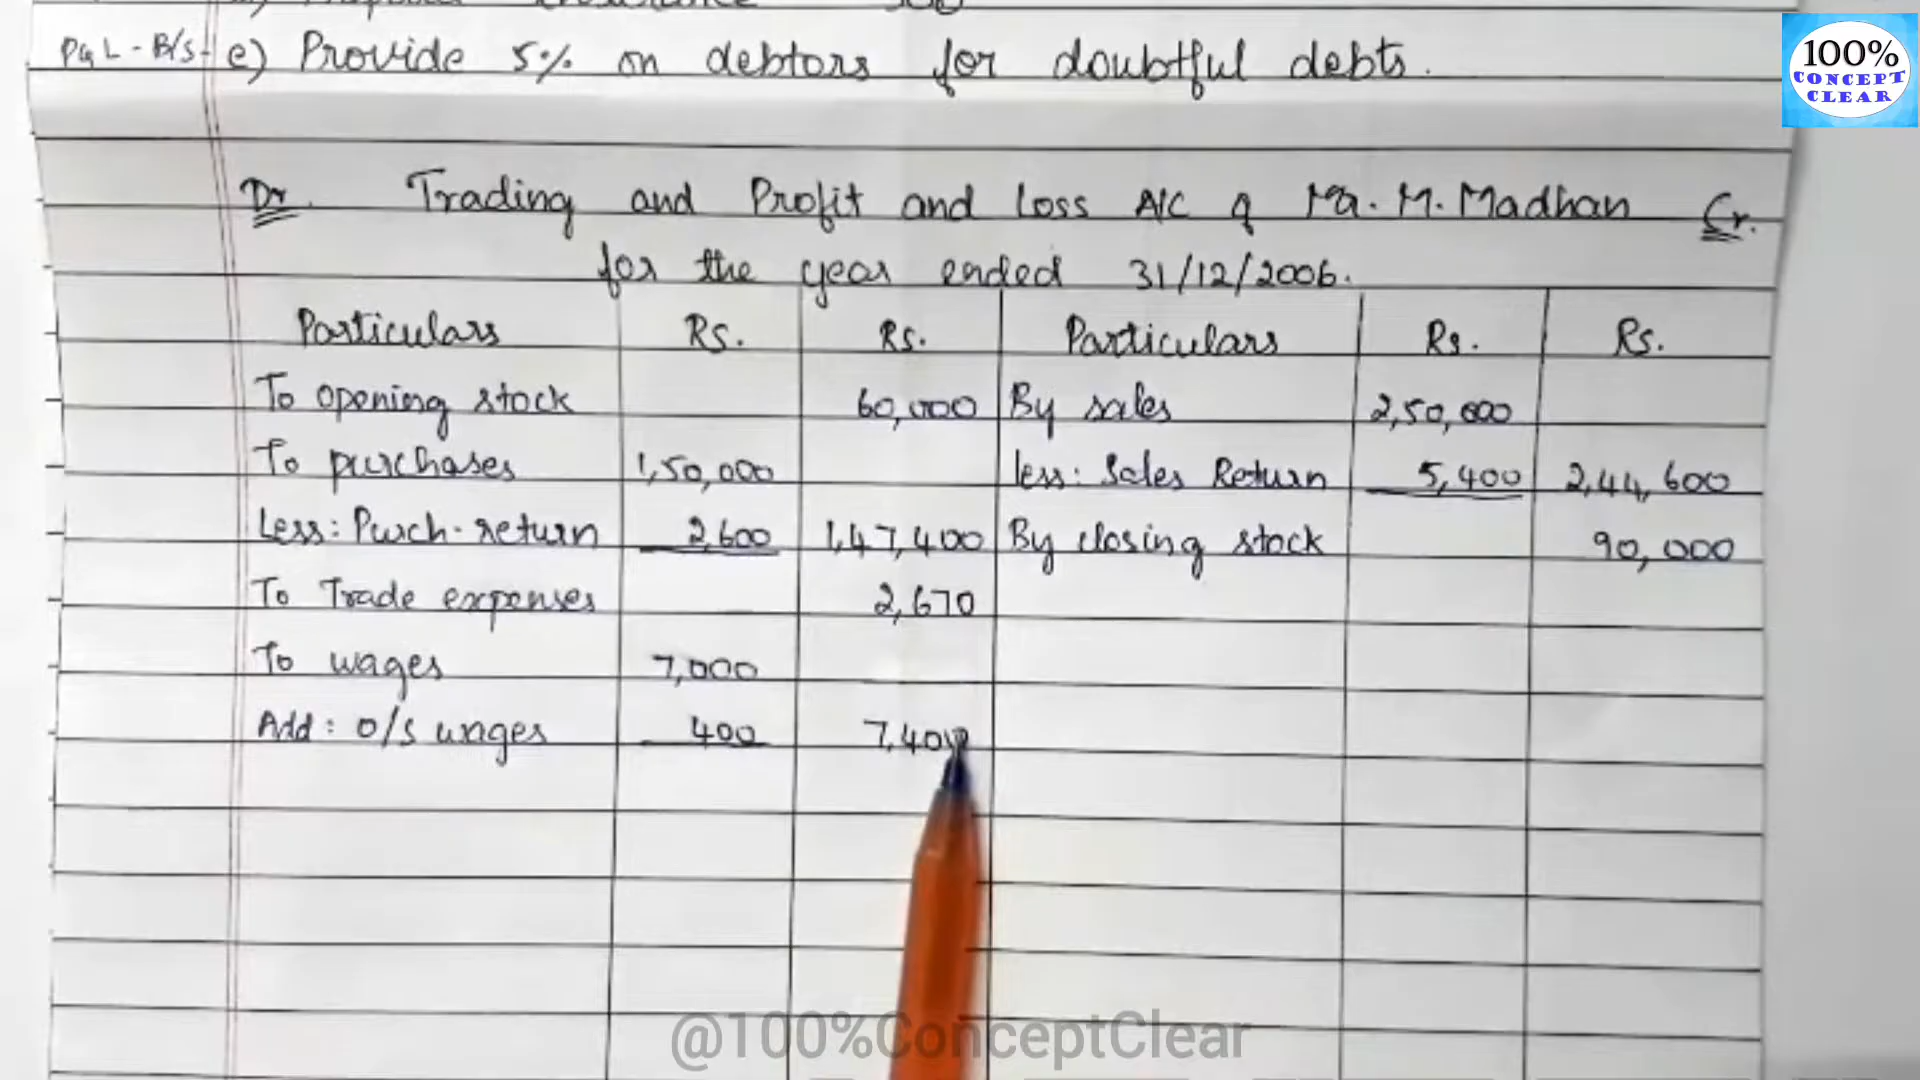 PQ L - B/S - e) Provide 5% on debtors for doubtful debts.
100%
CONCEPT
CLEAR
Dr. Trading and Profit and Loss A/C of Mr. M. Madhan Cr.
for the year ended 31/12/2006.
Particulars Rs. Rs. Particulars Rs. Rs.
To opening stock 60,000 By sales 2,50,000
To purchases 1,50,000 less: Sales Return 5,400 2,44,600
Less: Purch. return 2,600 1,47,400 By closing stock 90,000
To Trade expenses 2,670
To wages 7,000
Add: O/S wages 400 7,400
@100%ConceptClear